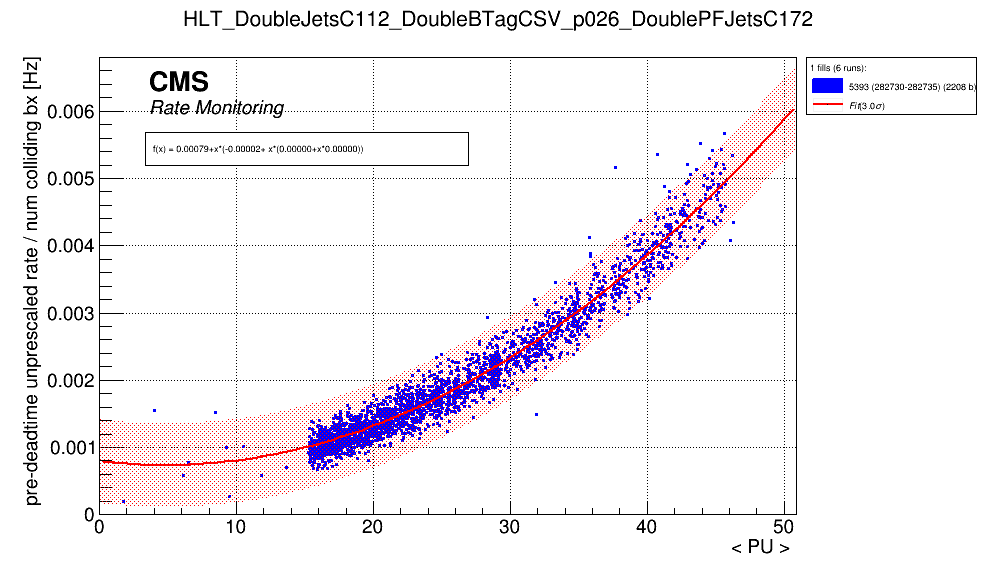 HLT_DoubleJetsC112_DoubleBTagCSV_p026_DoublePFJetsC172
pre-deadtime unprescaled rate / num colliding bx [Hz]
CMS
Rate Monitoring
f(x) = 0.00079+x*(-0.00002+ x*(0.00000+x*0.00000))
1 fills (6 runs):
5393 (282730-282735) (2208 b)
Fit(3.0σ)
0.006
0.005
0.004
0.003
0.002
0.001
0
0 10 20 30 40 50
< PU >